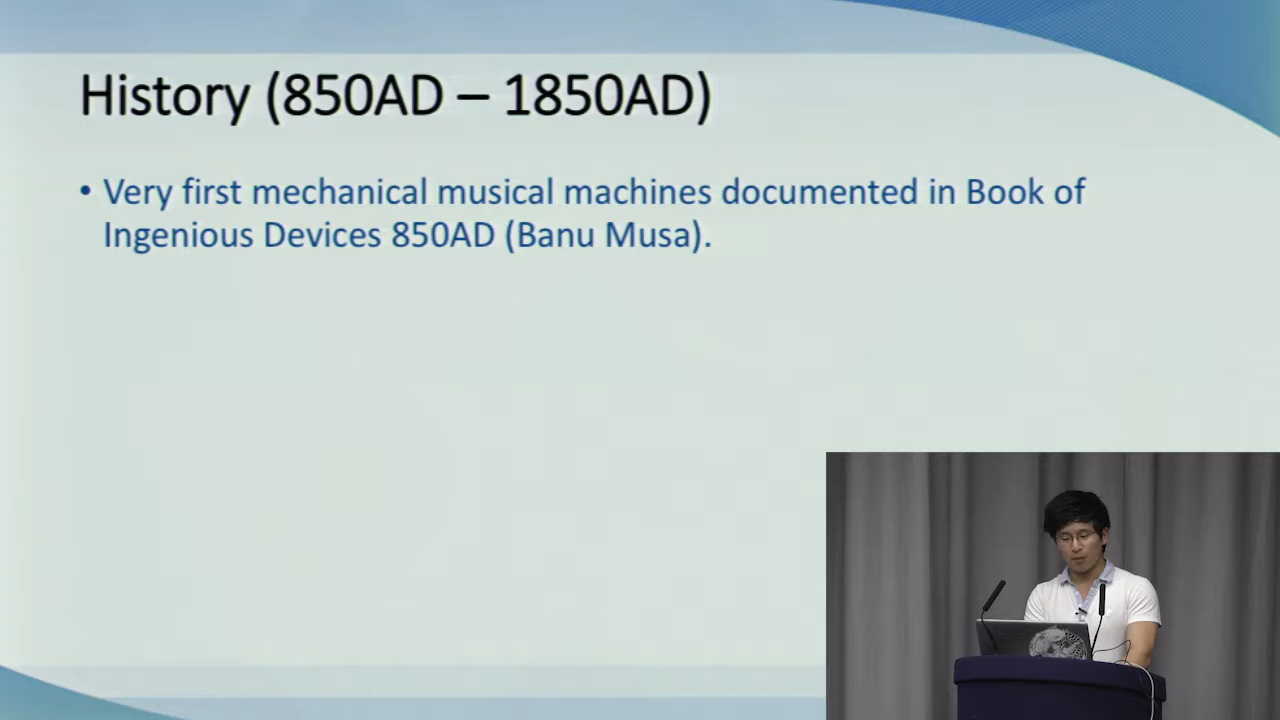 History (850AD – 1850AD)
• Very first mechanical musical machines documented in Book of
Ingenious Devices 850AD (Banu Musa).